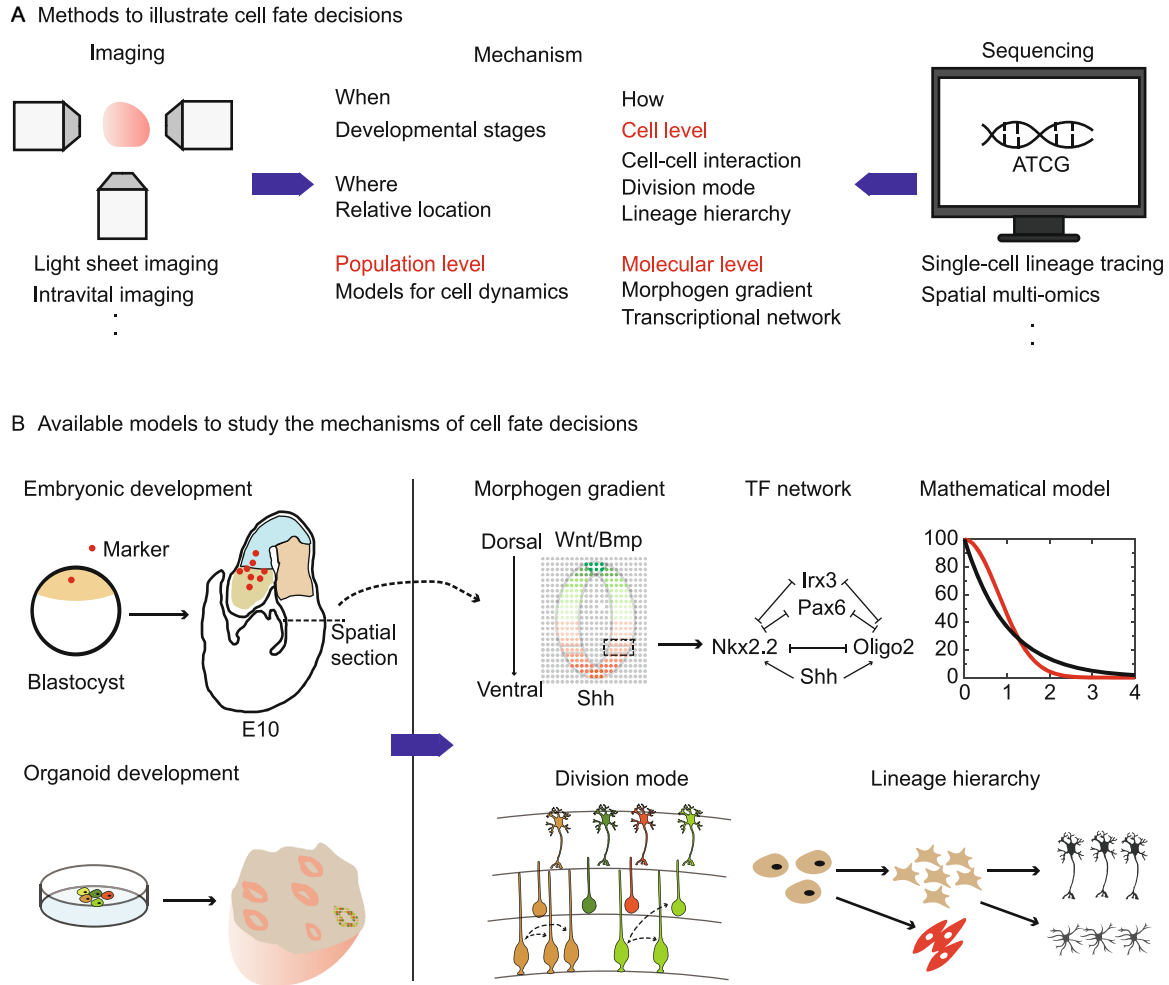 A Methods to illustrate cell fate decisions
Imaging
Mechanism
Sequencing
When
Developmental stages
Where
Relative location
Population level
Models for cell dynamics
How
Cell level
Cell-cell interaction
Division mode
Lineage hierarchy
Molecular level
Morphogen gradient
Transcriptional network
ATCG
Light sheet imaging
Intravital imaging
Single-cell lineage tracing
Spatial multi-omics
B Available models to study the mechanisms of cell fate decisions
Embryonic development
Marker
Blastocyst
E10
Spatial
section
Morphogen gradient
Dorsal
Wnt/Bmp
Ventral
Shh
TF network
Irx3
Pax6
Nkx2.2
Oligo2
Shh
Mathematical model
100
80
60
40
20
0
0 1 2 3 4
Organoid development
Division mode
Lineage hierarchy